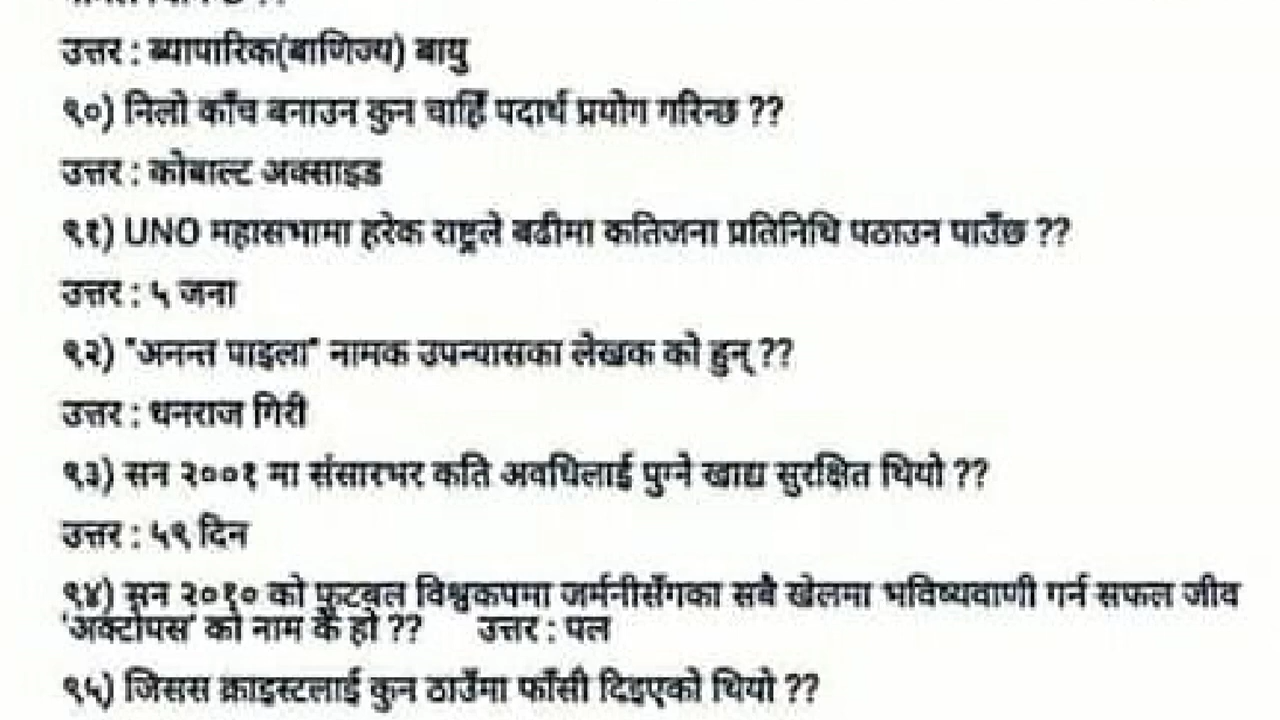 उत्तर : ब्यापारिक(बाणिज्य) बायु
९०) निलो काँच बनाउन कुन चाहिँ पदार्थ प्रयोग गरिन्छ ??
उत्तर : कोबाल्ट अक्साइड
९१) UNO महासभामा हरेक राष्ट्रले बढीमा कतिजना प्रतिनिधि पठाउन पाउँछ ??
उत्तर : ५ जना
९२) "अनन्त पाइला" नामक उपन्यासका लेखक को हुन् ??
उत्तर : धनराज गिरी
९३) सन २००१ मा संसारभर कति अवधिलाई पुग्ने खाद्य सुरक्षित थियो ??
उत्तर : ५९ दिन
९४) सन २०१० को फुटबल विश्वकपमा जर्मनीसँगका सबै खेलमा भविष्यवाणी गर्न सफल जीव
'अक्टोपस' को नाम के हो ?? उत्तर : पल
९५) जिसस क्राइस्टलाई कुन ठाउँमा फाँसी दिइएको थियो ??